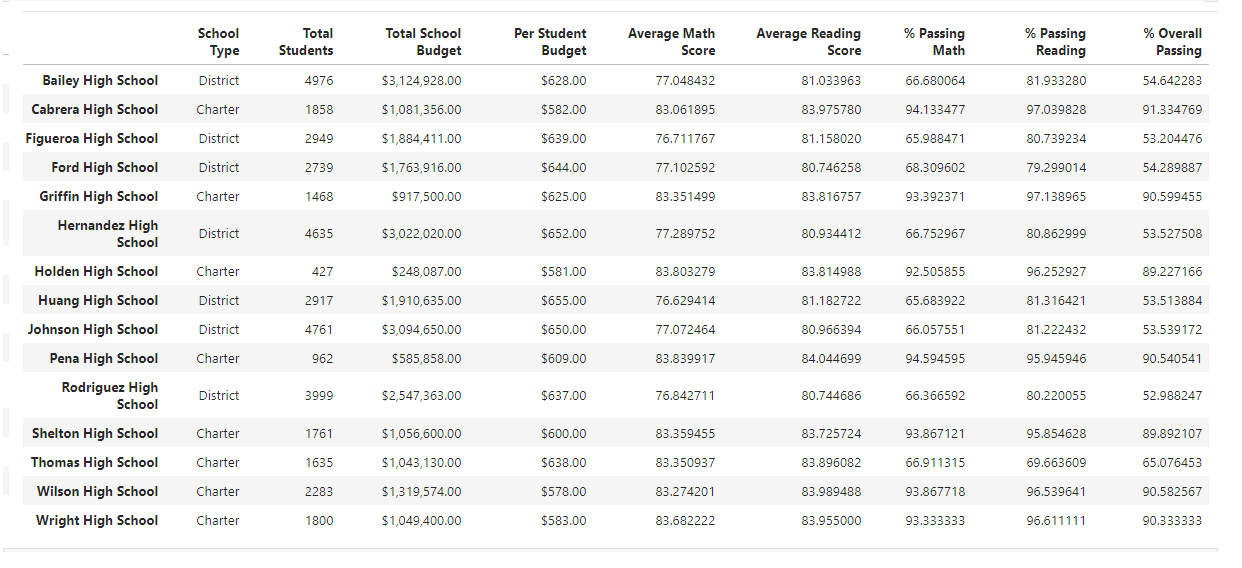 School Type Total Students Total School Budget Per Student Budget Average Math Score Average Reading Score % Passing Math % Passing Reading % Overall Passing
Bailey High School District 4976 $3,124,928.00 $628.00 77.048432 81.033963 66.680064 81.933280 54.642283
Cabrera High School Charter 1858 $1,081,356.00 $582.00 83.061895 83.975780 94.133477 97.039828 91.334769
Figueroa High School District 2949 $1,884,411.00 $639.00 76.711767 81.158020 65.988471 80.739234 53.204476
Ford High School District 2739 $1,763,916.00 $644.00 77.102592 80.746258 68.309602 79.299014 54.289887
Griffin High School Charter 1468 $917,500.00 $625.00 83.351499 83.816757 93.392371 97.138965 90.599455
Hernandez High School District 4635 $3,022,020.00 $652.00 77.289752 80.934412 66.752967 80.862999 53.527508
Holden High School Charter 427 $248,087.00 $581.00 83.803279 83.814988 92.505855 96.252927 89.227166
Huang High School District 2917 $1,910,635.00 $655.00 76.629414 81.182722 65.683922 81.316421 53.513884
Johnson High School District 4761 $3,094,650.00 $650.00 77.072464 80.966394 66.057551 81.222432 53.539172
Pena High School Charter 962 $585,858.00 $609.00 83.839917 84.044699 94.594595 95.945946 90.540541
Rodriguez High School District 3999 $2,547,363.00 $637.00 76.842711 80.744686 66.366592 80.220055 52.988247
Shelton High School Charter 1761 $1,056,600.00 $600.00 83.359455 83.725724 93.867121 95.854628 89.892107
Thomas High School Charter 1635 $1,043,130.00 $638.00 83.350937 83.896082 66.911315 69.663609 65.076453
Wilson High School Charter 2283 $1,319,574.00 $578.00 83.274201 83.989488 93.867718 96.539641 90.582567
Wright High School Charter 1800 $1,049,400.00 $583.00 83.682222 83.955000 93.333333 96.611111 90.333333